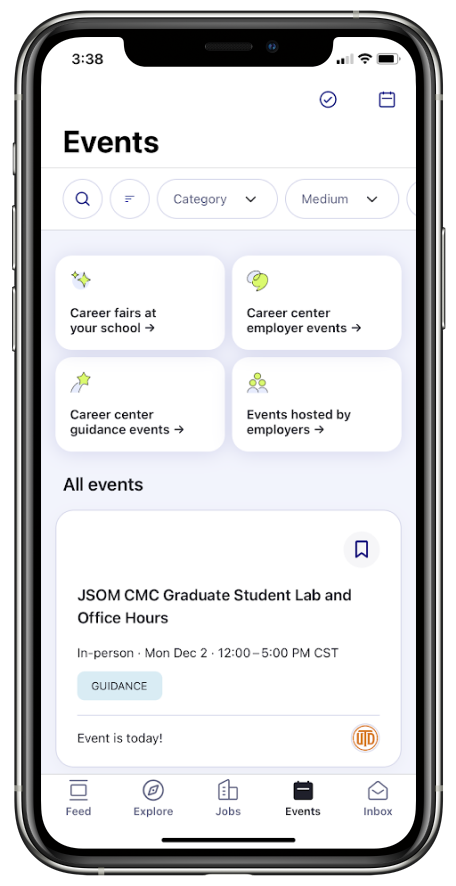 3:38
Events
Category
Medium
Career fairs at
your school →
Career center
employer events →
Career center
guidance events →
Events hosted by
employers →
All events
JSOM CMC Graduate Student Lab and
Office Hours
In-person · Mon Dec 2 · 12:00 – 5:00 PM CST
GUIDANCE
Event is today!
UTD
Feed
Explore
Jobs
Events
Inbox